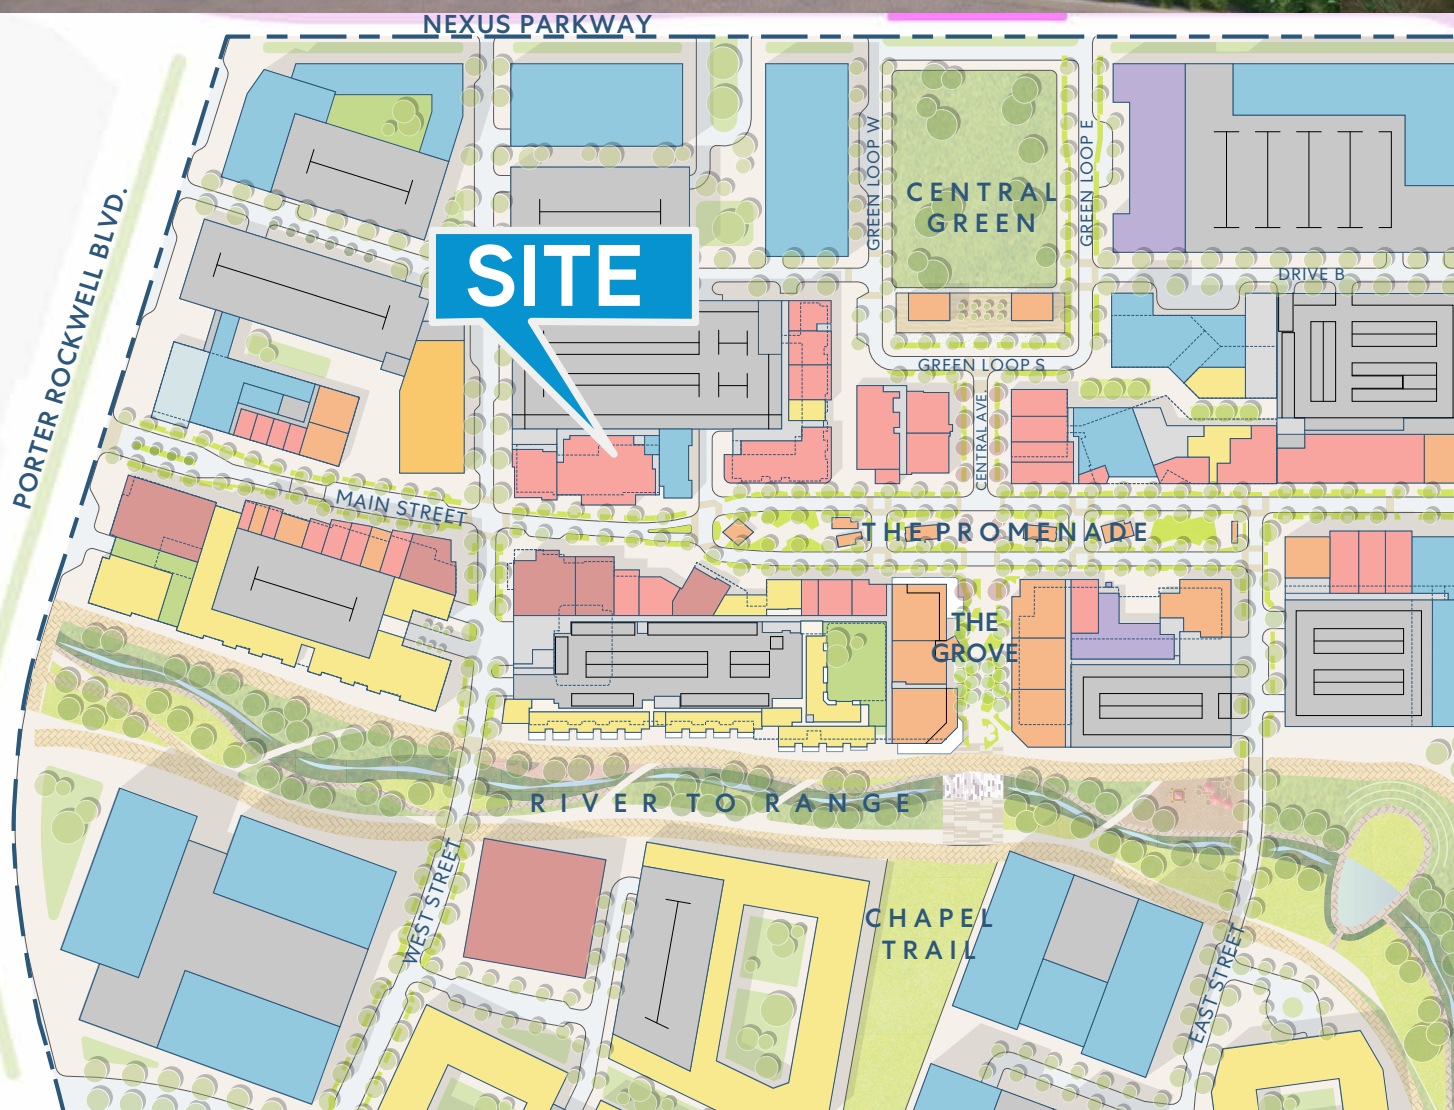 NEXUS PARKWAY
PORTER ROCKWELL BLVD.
GREEN LOOP W
CENTRAL
GREEN
GREEN LOOP E
SITE
DRIVE B
GREEN LOOP S
CENTRAL AVE.
MAIN STREET
THE PROMENADE
THE
GROVE
RIVER TO RANGE
WEST STREET
CHAPEL
TRAIL
EAST STREET